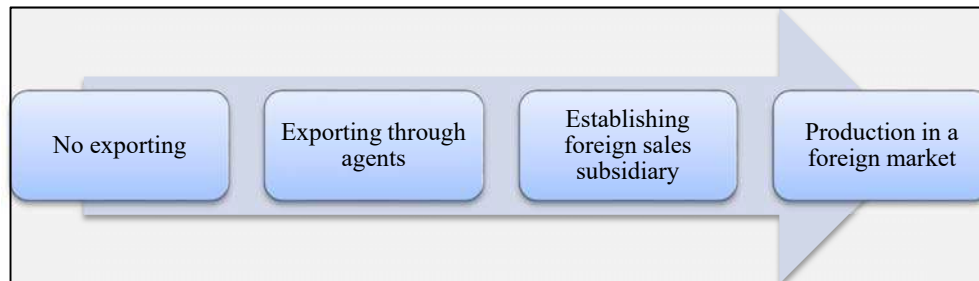 No exporting
Exporting through
agents
Establishing
foreign sales
subsidiary
Production in a
foreign market